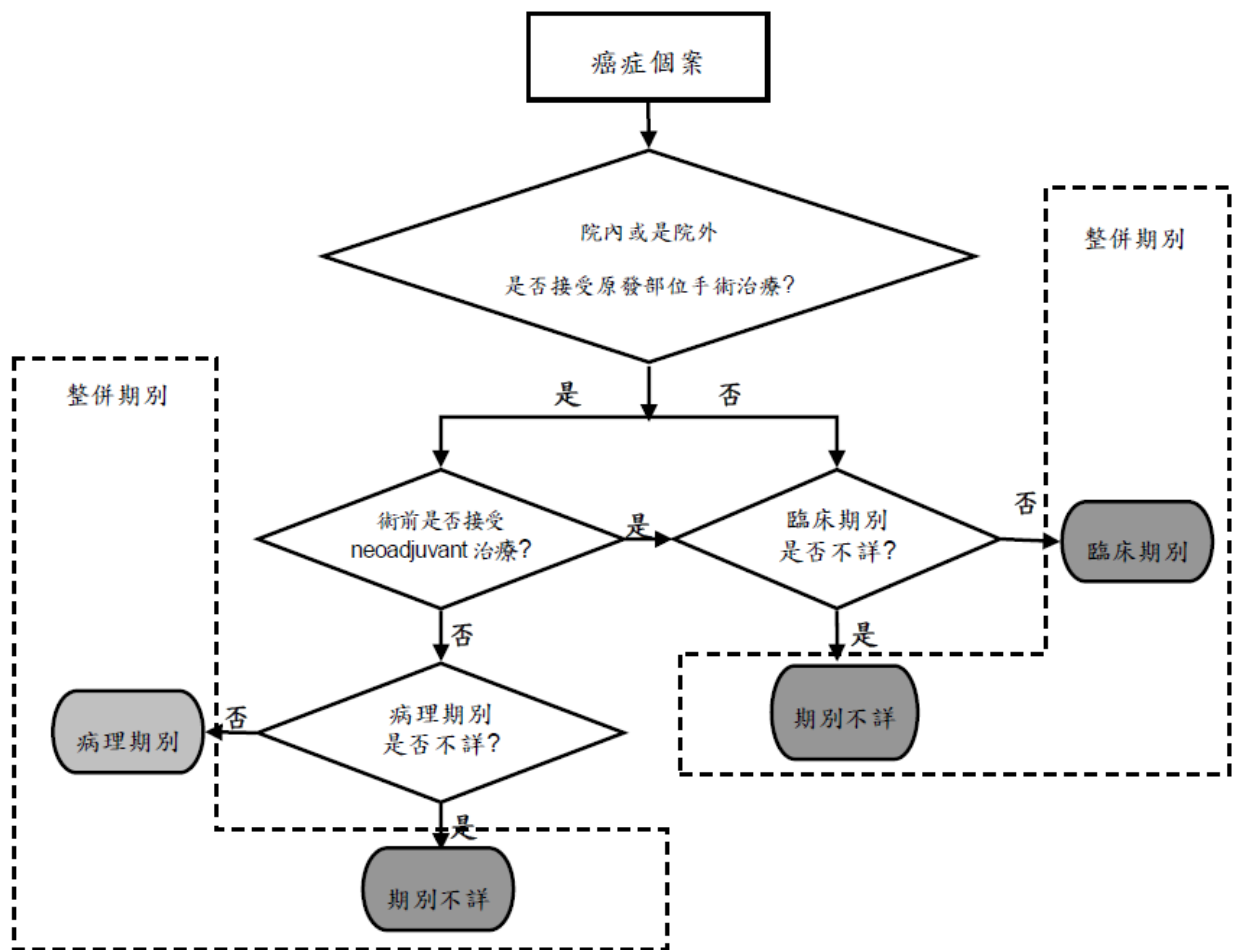 癌症個案
院內或是院外
是否接受原發部位手術治療?
整併期別
整併期別
是
否
術前是否接受
neoadjuvant 治療?
是
臨床期別
是否不詳?
否
臨床期別
否
是
病理期別
是否不詳?
否
病理期別
期別不詳
是
期別不詳